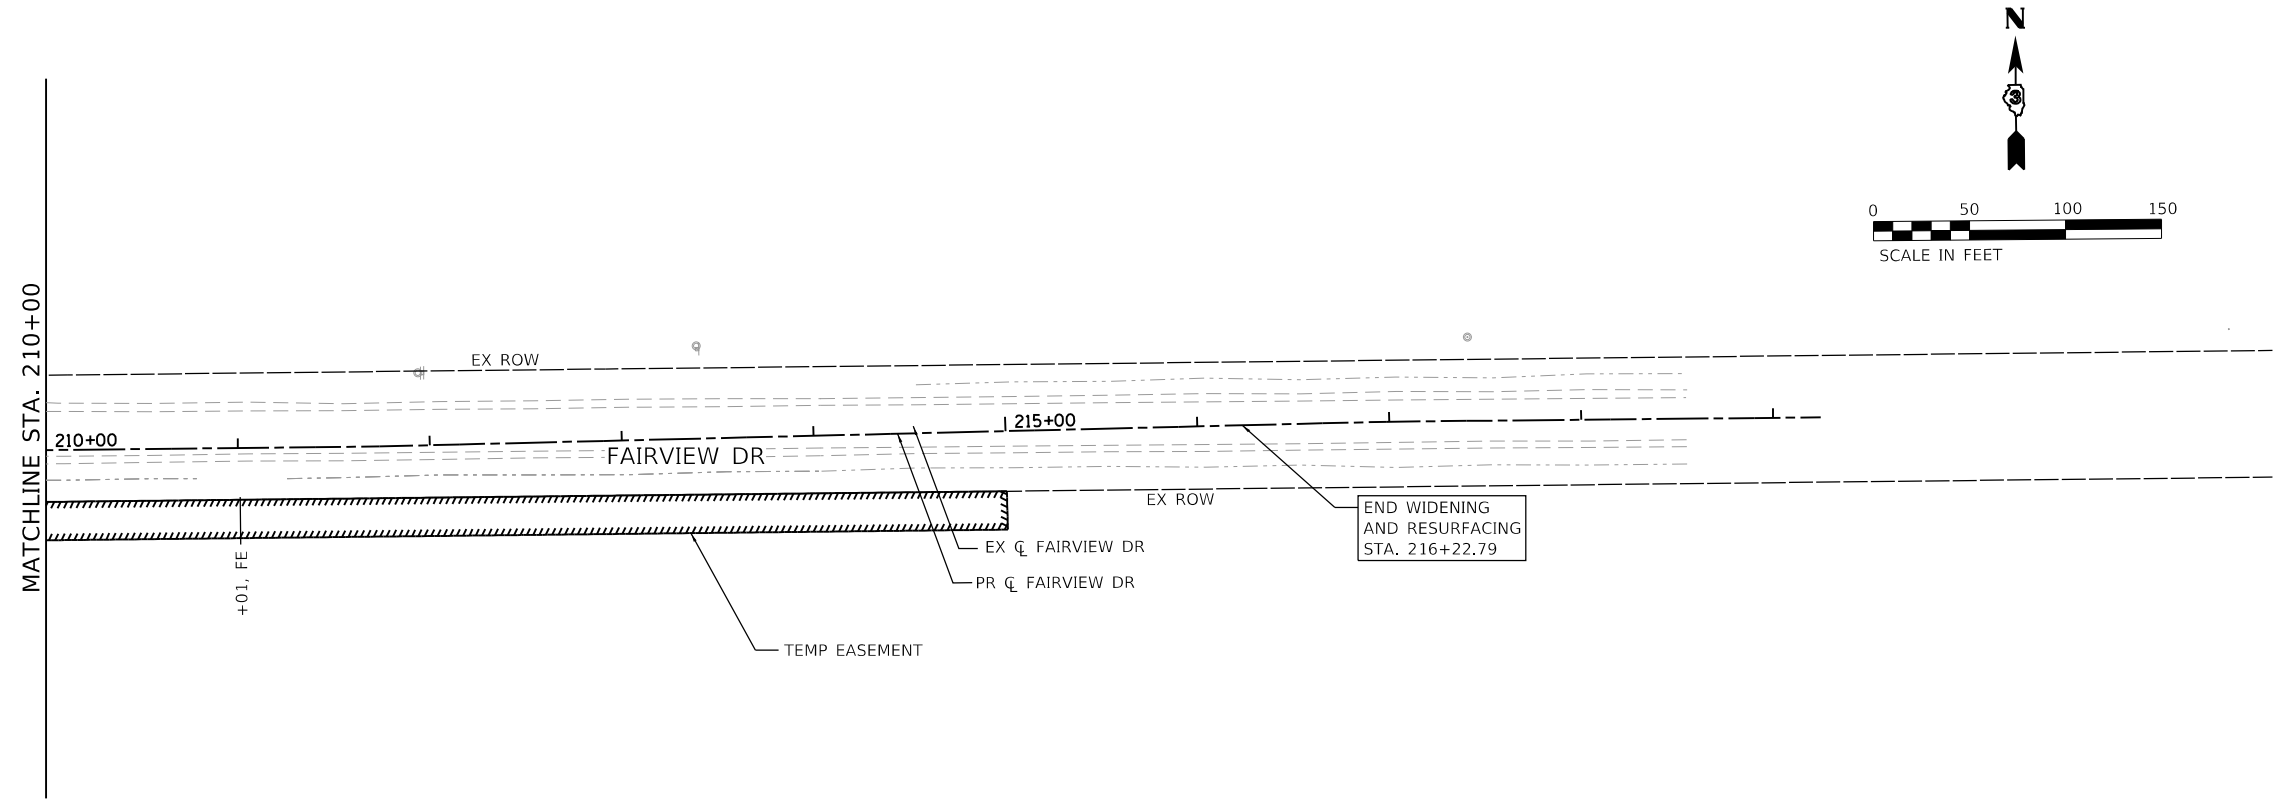 N
3
0 50 100 150
SCALE IN FEET
MATCHLINE STA. 210+00
EX ROW
210+00
215+00
FAIRVIEW DR
EX ROW
END WIDENING
AND RESURFACING
STA. 216+22.79
+01, FE
EX ℄ FAIRVIEW DR
PR ℄ FAIRVIEW DR
TEMP EASEMENT